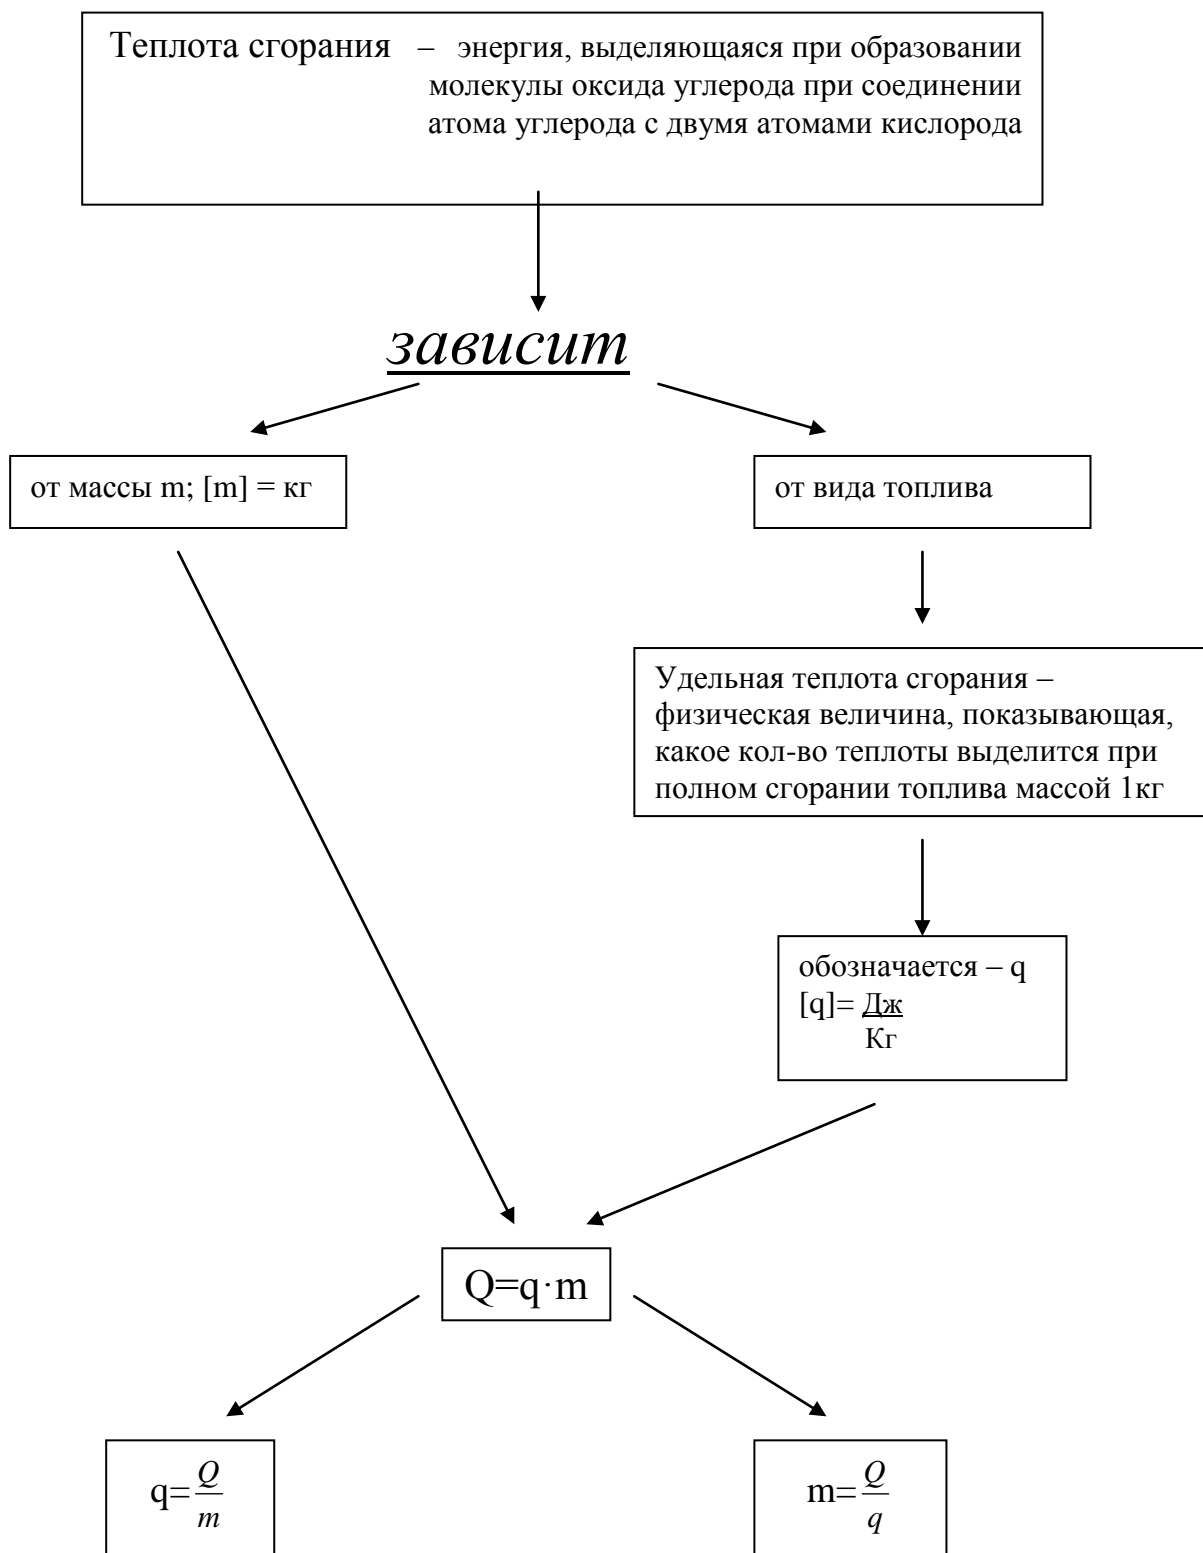 Теплота сгорания – энергия, выделяющаяся при образовании
молекулы оксида углерода при соединении
атома углерода с двумя атомами кислорода
зависит
от массы m; [m] = кг
от вида топлива
Удельная теплота сгорания –
физическая величина, показывающая,
какое кол-во теплоты выделится при
полном сгорании топлива массой 1кг
обозначается – q
[q]= Дж
Кг
Q=q·m
q=Q/m
m=Q/q